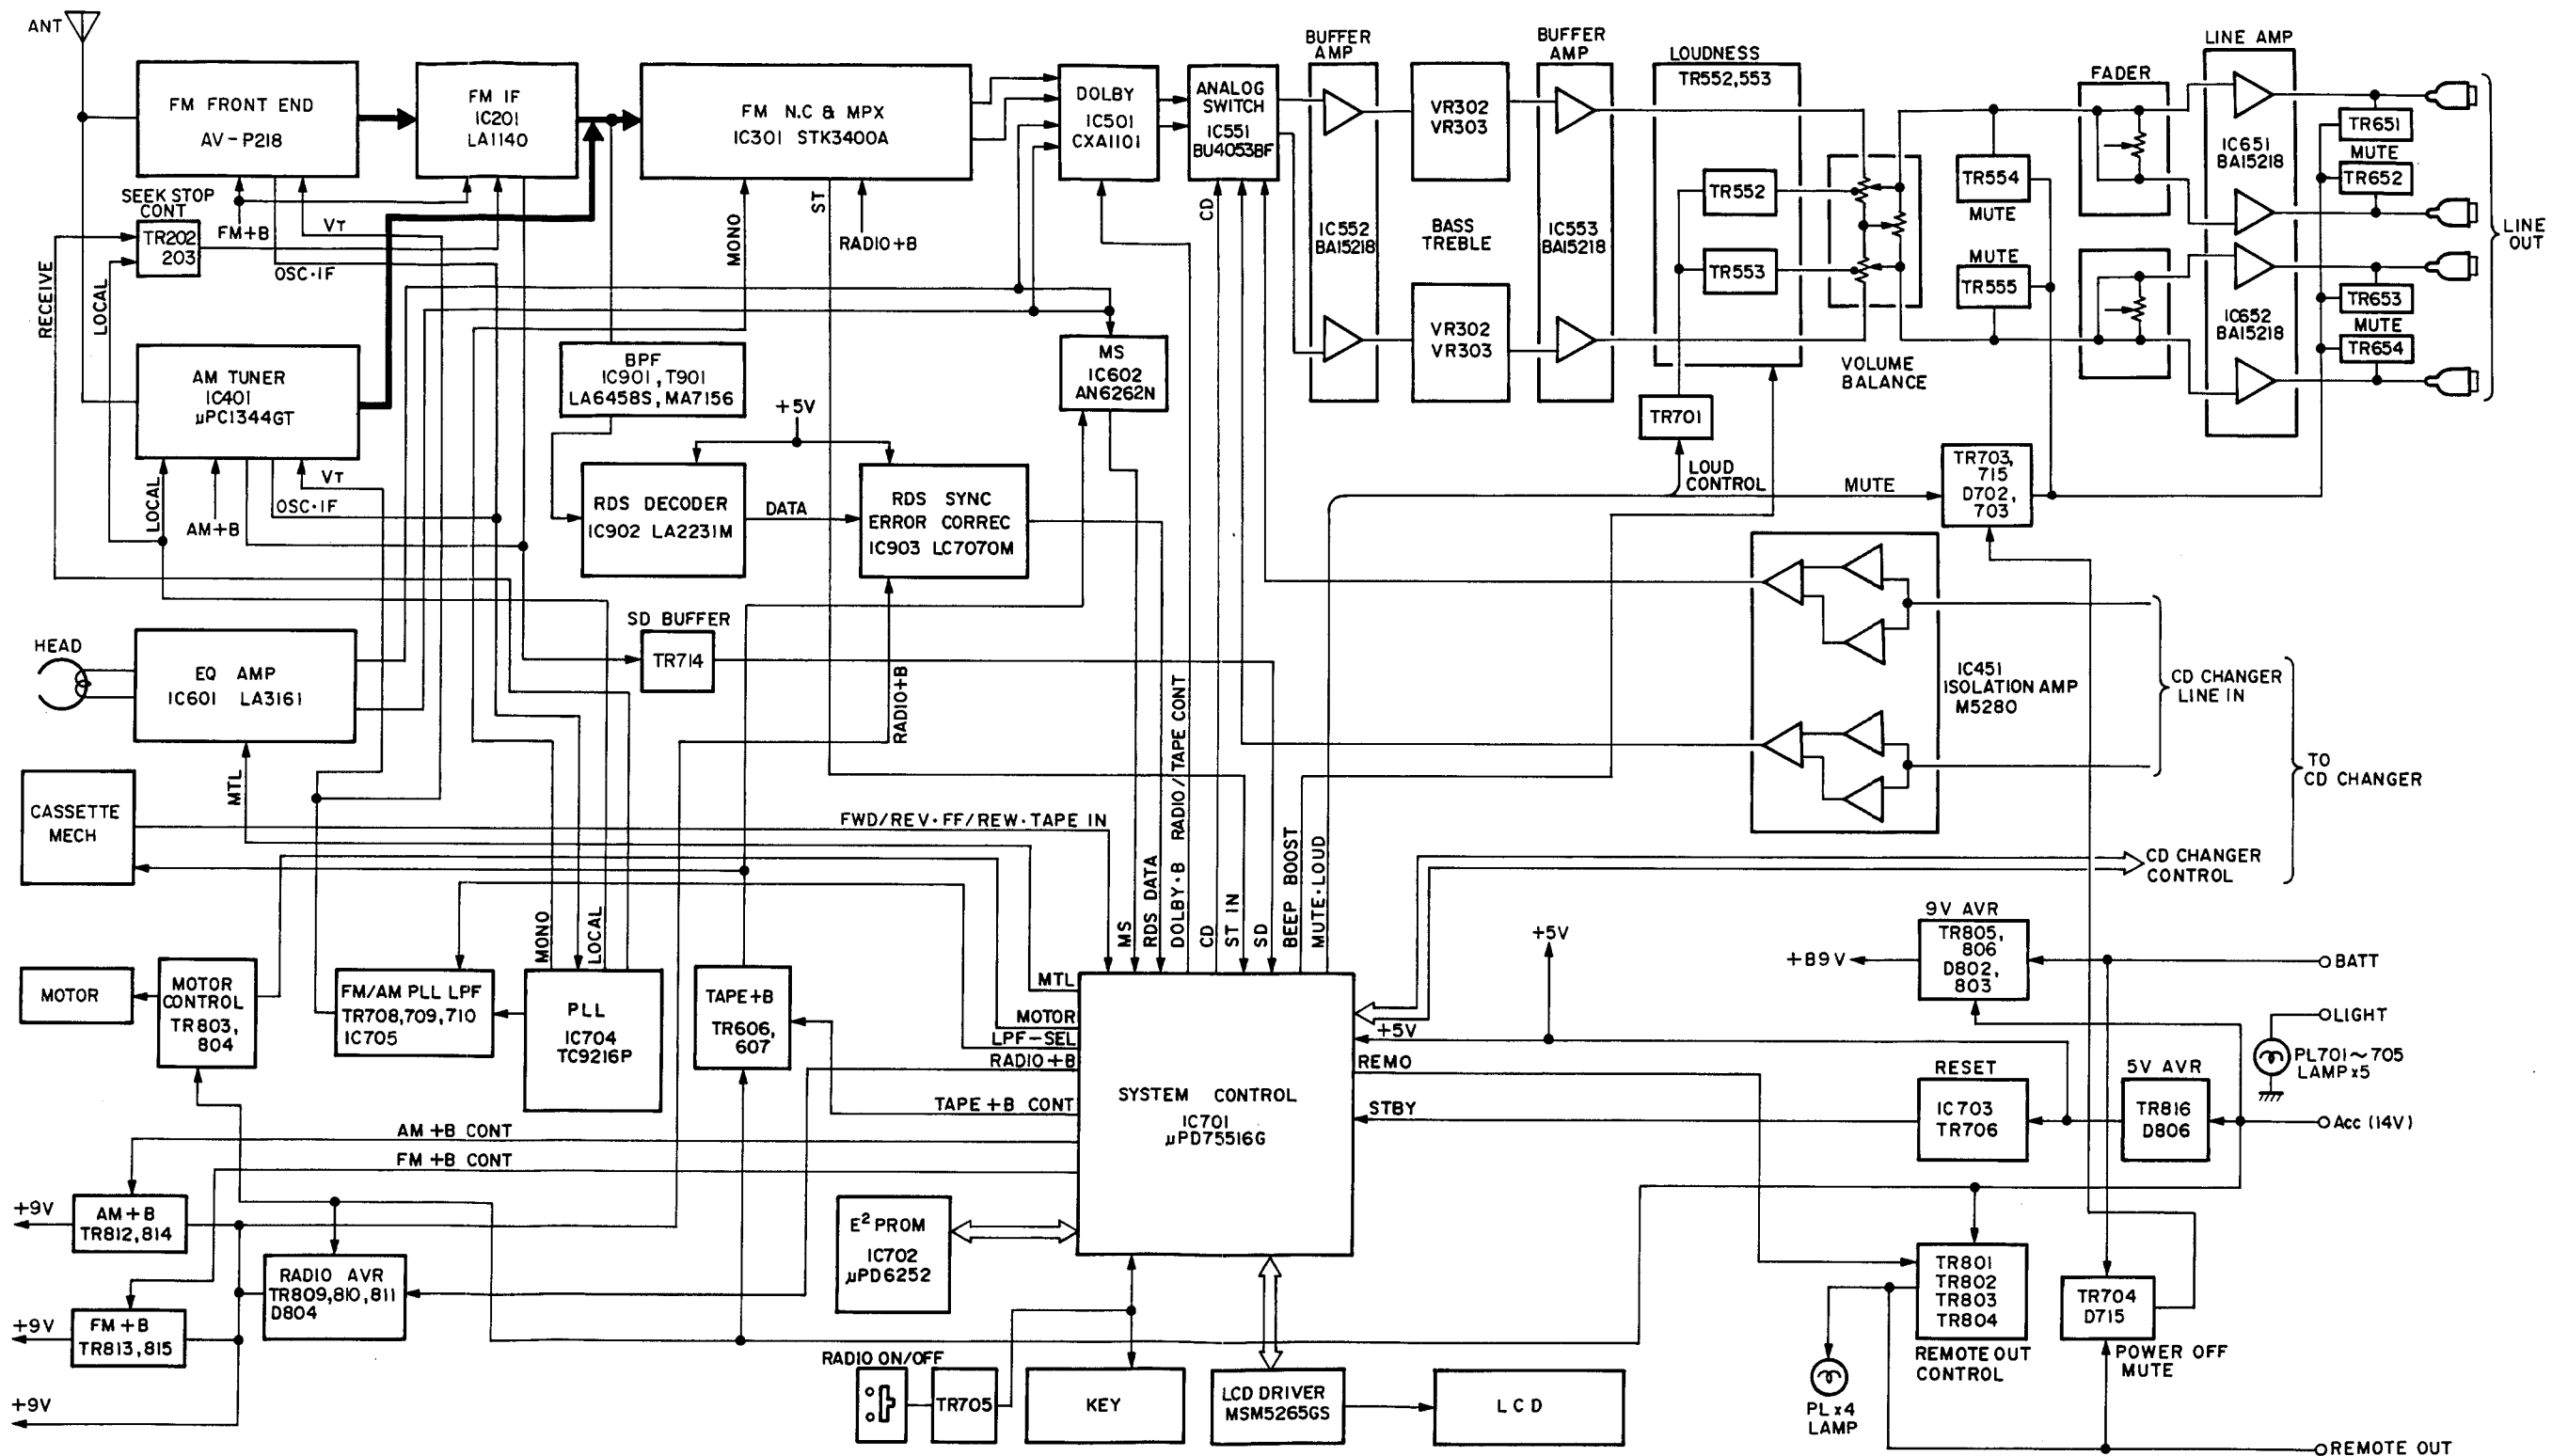 ANT
FM FRONT END
AV-P218
FM IF
IC201
LA1140
FM N.C & MPX
IC301 STK3400A
DOLBY
IC501
CXA1101
ANALOG
SWITCH
IC551
BU4053BF
BUFFER
AMP
IC552
BA15218
VR302
VR303
BASS
TREBLE
VR302
VR303
BUFFER
AMP
IC553
BA15218
LOUDNESS
TR552,553
TR552
TR553
VOLUME
BALANCE
TR554
MUTE
MUTE
TR555
FADER
LINE AMP
IC651
BA15218
IC652
BA15218
TR651
MUTE
TR652
TR653
MUTE
TR654
LINE
OUT
SEEK STOP
CONT
TR202
203
FM+B
VT
OSC·IF
RECEIVE
LOCAL
MONO
ST
RADIO+B
CD
AM TUNER
IC401
µPC1344GT
LOCAL
AM+B
OSC·IF
VT
BPF
IC901,T901
LA6458S,MA7156
+5V
RDS DECODER
IC902 LA2231M
DATA
RDS SYNC
ERROR CORREC
IC903 LC7070M
MS
IC602
AN6262N
TR701
LOUD
CONTROL
MUTE
TR703,
715
D702,
703
HEAD
EQ AMP
IC601 LA3161
MTL
SD BUFFER
TR714
RADIO+B
IC451
ISOLATION AMP
M5280
CD CHANGER
LINE IN
TO
CD CHANGER
CD CHANGER
CONTROL
CASSETTE
MECH
FWD/REV·FF/REW·TAPE IN
MS
RDS DATA
DOLBY·B RADIO/TAPE CONT
CD
ST IN
SD
BEEP BOOST
MUTE·LOUD
MONO
LOCAL
MOTOR
MOTOR
CONTROL
TR803,
804
FM/AM PLL LPF
TR708,709,710
IC705
PLL
IC704
TC9216P
TAPE+B
TR606,
607
MTL
MOTOR
LPF-SEL
RADIO+B
TAPE+B CONT
AM+B CONT
FM+B CONT
SYSTEM CONTROL
IC701
µPD75516G
+5V
+5V
REMO
STBY
9V AVR
TR805,
806
D802,
803
+B9V
BATT
LIGHT
PL701~705
LAMP×5
RESET
IC703
TR706
5V AVR
TR816
D806
Acc (14V)
+9V
AM+B
TR812,814
+9V
FM+B
TR813,815
+9V
RADIO AVR
TR809,810,811
D804
E² PROM
IC702
µPD6252
RADIO ON/OFF
TR705
KEY
LCD DRIVER
MSM5265GS
LCD
TR801
TR802
TR803
TR804
REMOTE OUT
CONTROL
PL×4
LAMP
TR704
D715
POWER OFF
MUTE
REMOTE OUT